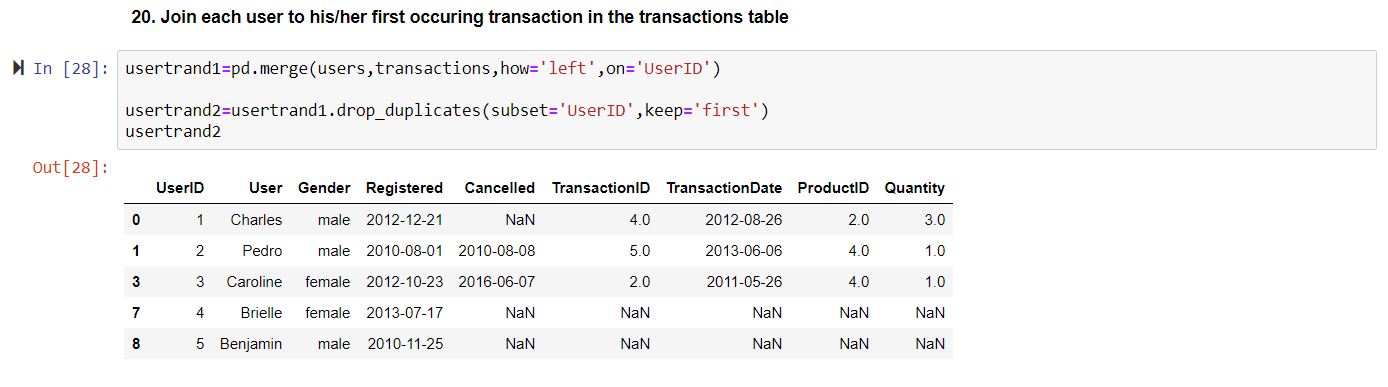 20. Join each user to his/her first occuring transaction in the transactions table
In [28]: usertrand1=pd.merge(users,transactions,how='left',on='UserID')
usertrand2=usertrand1.drop_duplicates(subset='UserID',keep='first')
usertrand2
Out[28]:
UserID User Gender Registered Cancelled TransactionID TransactionDate ProductID Quantity
0 1 Charles male 2012-12-21 NaN 4.0 2012-08-26 2.0 3.0
1 2 Pedro male 2010-08-01 2010-08-08 5.0 2013-06-06 4.0 1.0
3 3 Caroline female 2012-10-23 2016-06-07 2.0 2011-05-26 4.0 1.0
7 4 Brielle female 2013-07-17 NaN NaN NaN NaN NaN
8 5 Benjamin male 2010-11-25 NaN NaN NaN NaN NaN